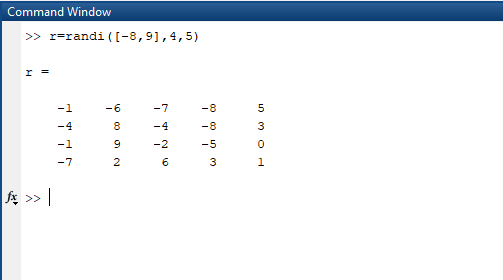 Command Window
>> r=randi([-8,9],4,5)
r =
-1 -6 -7 -8 5
-4 8 -4 -8 3
-1 9 -2 -5 0
-7 2 6 3 1
fx >>